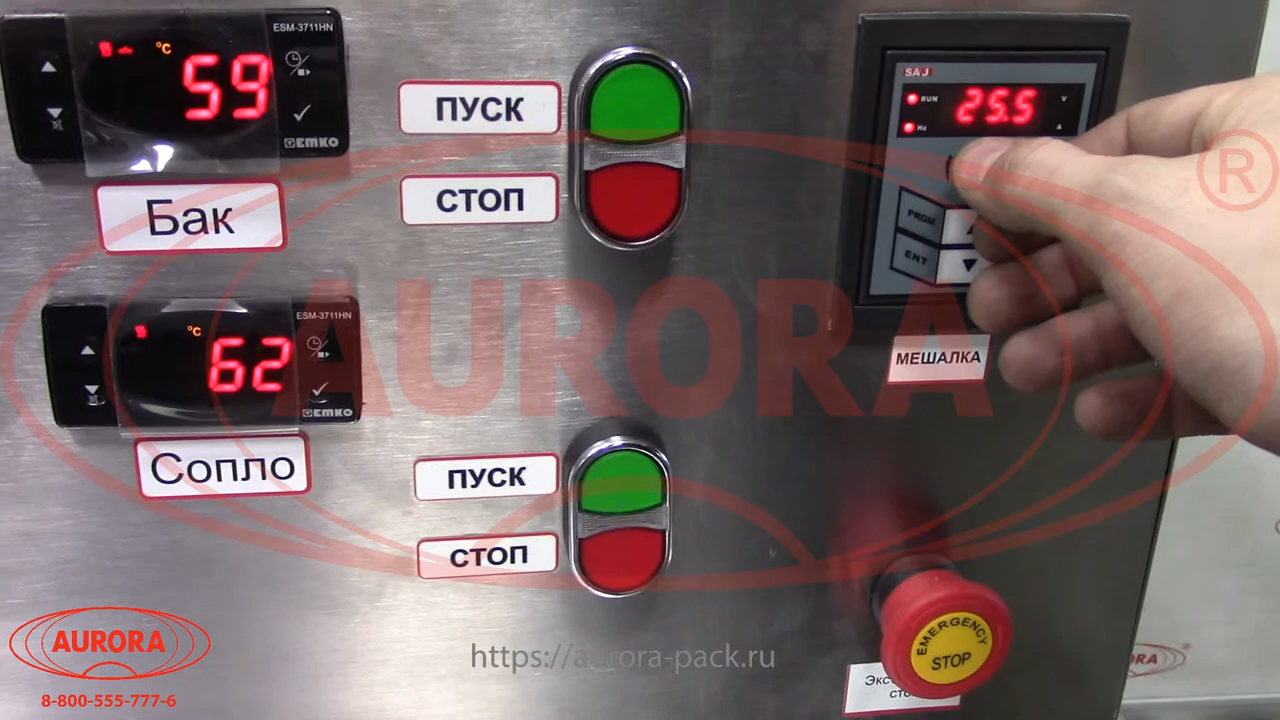 ESM-3711HN
°C
59
EMKO
Бак
ПУСК
СТОП
SAJ
RUN
25.5
V
Hz
A
PRGM
ENT
МЕШАЛКА
ESM-3711HN
°C
62
EMKO
Сопло
ПУСК
СТОП
AURORA
®
EMERGENCY
STOP
AURORA
8-800-555-777-6
https://aurora-pack.ru